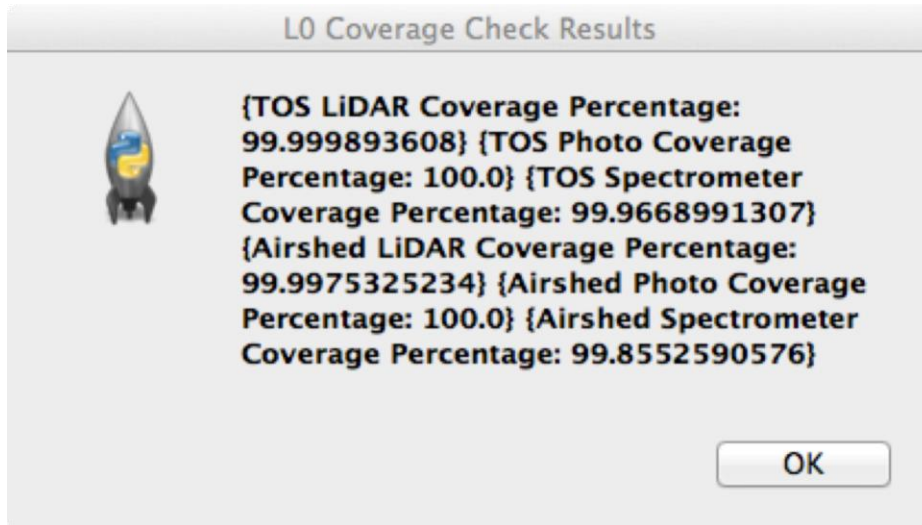 L0 Coverage Check Results
{TOS LiDAR Coverage Percentage:
99.999893608} {TOS Photo Coverage
Percentage: 100.0} {TOS Spectrometer
Coverage Percentage: 99.9668991307}
{Airshed LiDAR Coverage Percentage:
99.9975325234} {Airshed Photo Coverage
Percentage: 100.0} {Airshed Spectrometer
Coverage Percentage: 99.8552590576}
OK